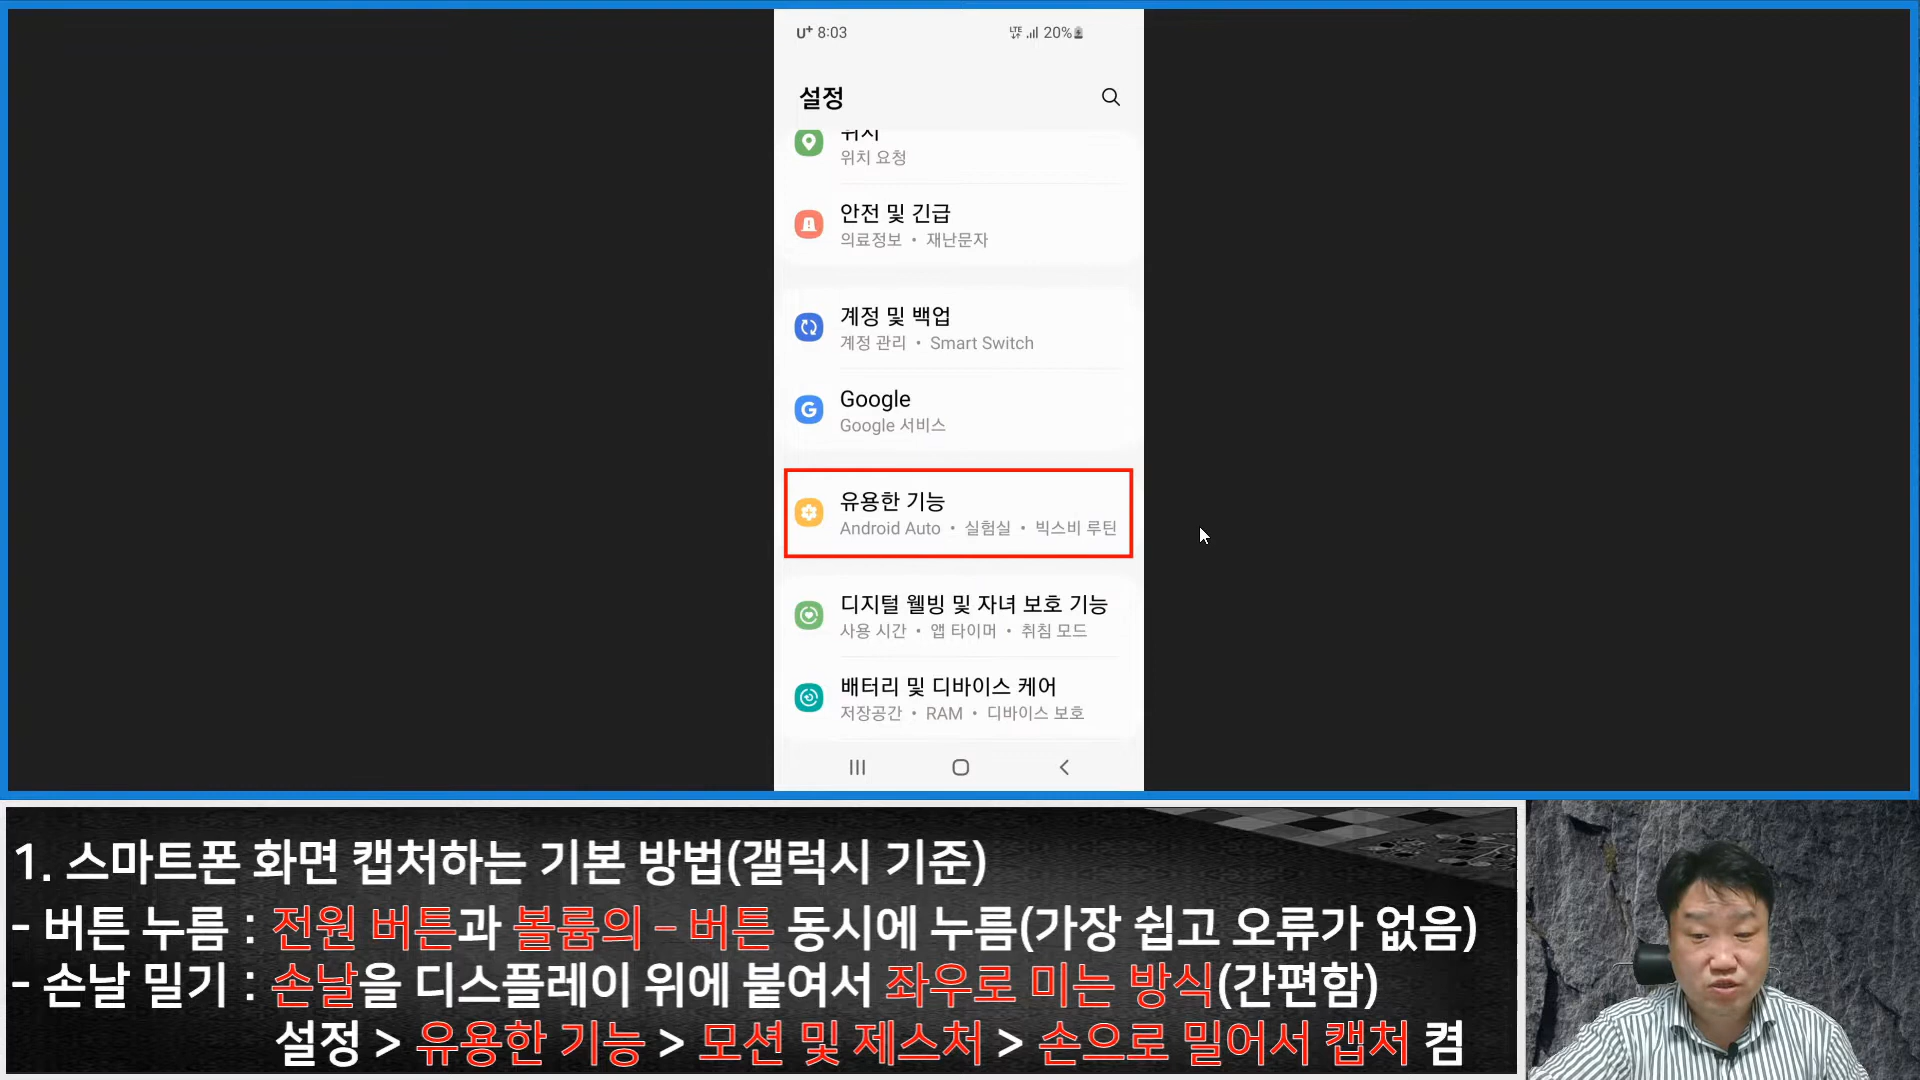 U⁺ 8:03 LTE 20%
설정
위치
위치 요청
안전 및 긴급
의료정보 • 재난문자
계정 및 백업
계정 관리 • Smart Switch
Google
Google 서비스
유용한 기능
Android Auto • 실험실 • 빅스비 루틴
디지털 웰빙 및 자녀 보호 기능
사용 시간 • 앱 타이머 • 취침 모드
배터리 및 디바이스 케어
저장공간 • RAM • 디바이스 보호
1. 스마트폰 화면 캡처하는 기본 방법(갤럭시 기준)
- 버튼 누름 : 전원 버튼과 볼륨의 – 버튼 동시에 누름(가장 쉽고 오류가 없음)
- 손날 밀기 : 손날을 디스플레이 위에 붙여서 좌우로 미는 방식(간편함)
설정 > 유용한 기능 > 모션 및 제스처 > 손으로 밀어서 캡처 켬